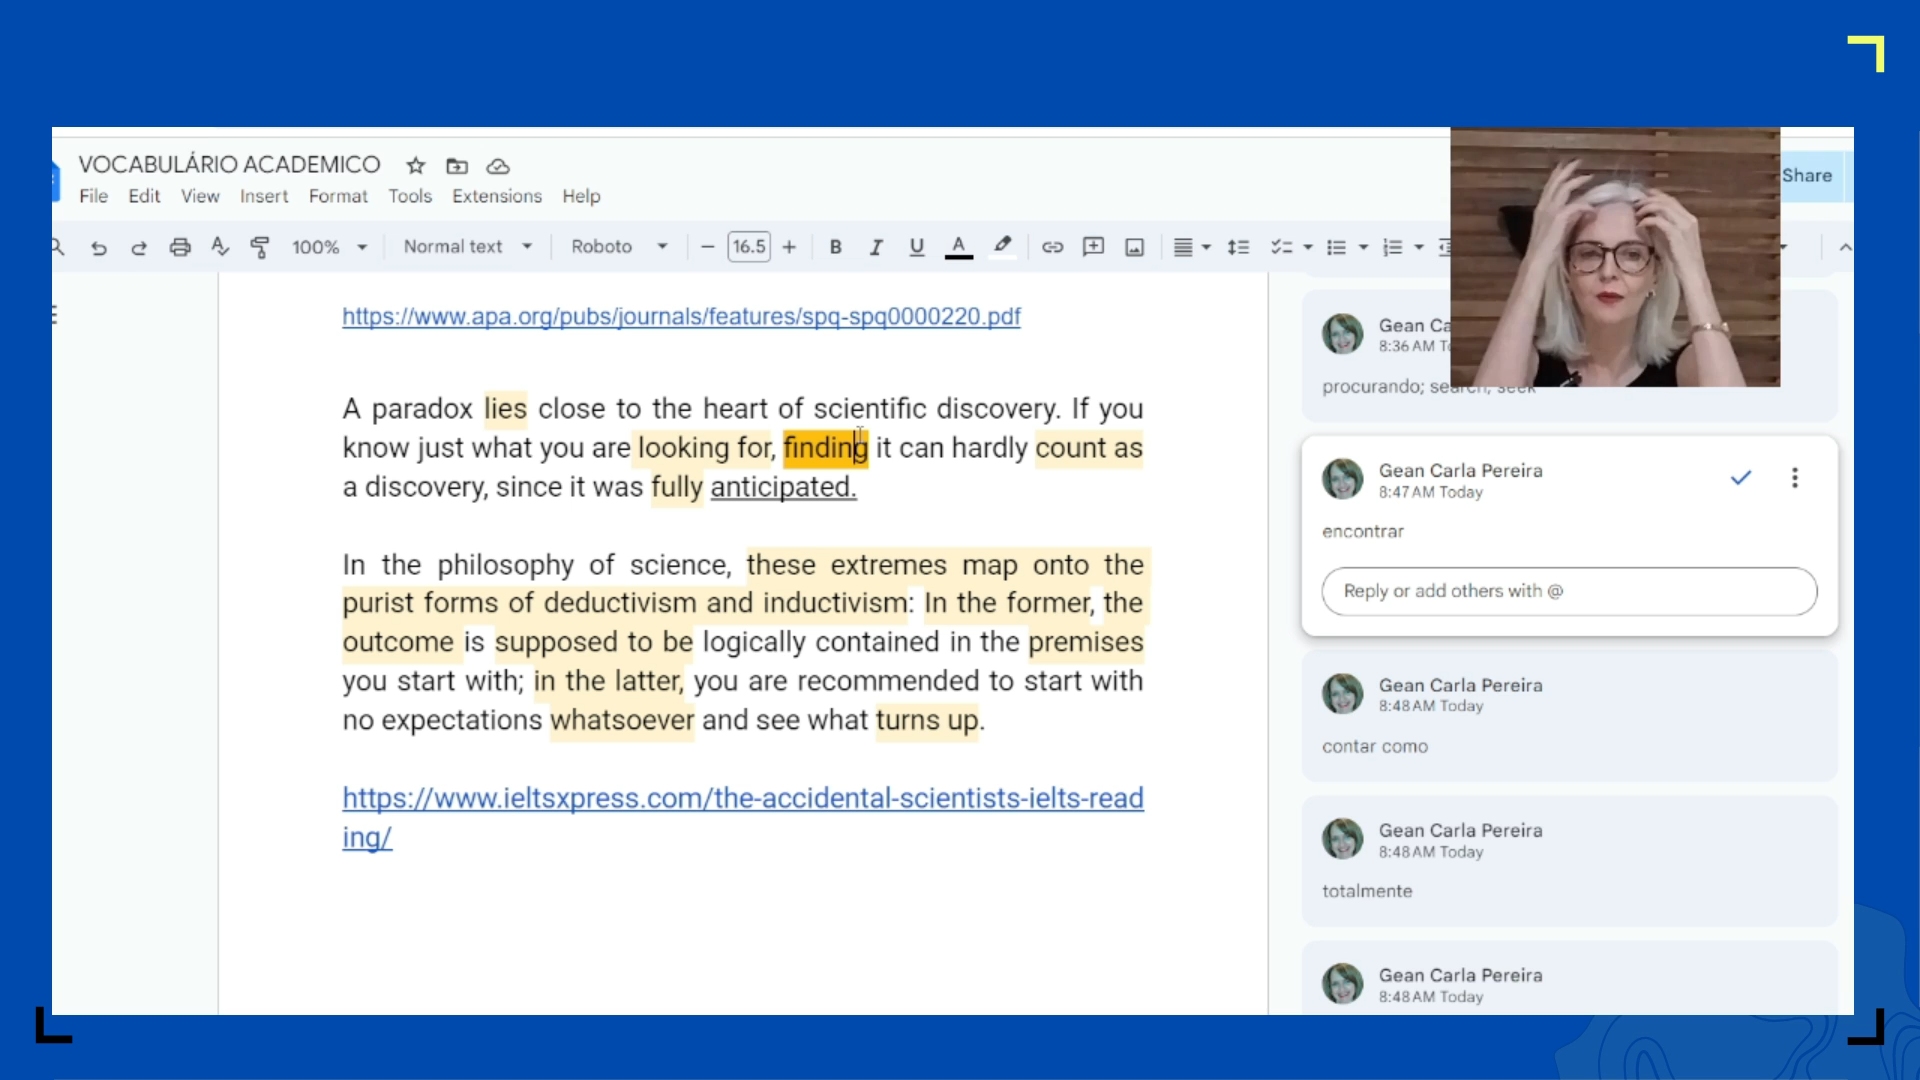 VOCABULÁRIO ACADEMICO
Share
File Edit View Insert Format Tools Extensions Help
100% Normal text Roboto − 16.5 + B I U A
https://www.apa.org/pubs/journals/features/spq-spq0000220.pdf
A paradox lies close to the heart of scientific discovery. If you
know just what you are looking for, finding it can hardly count as
a discovery, since it was fully anticipated.
In the philosophy of science, these extremes map onto the
purist forms of deductivism and inductivism: In the former, the
outcome is supposed to be logically contained in the premises
you start with; in the latter, you are recommended to start with
no expectations whatsoever and see what turns up.
https://www.ieltsxpress.com/the-accidental-scientists-ielts-read
ing/
Gean Ca
8:36 AM To
procurando; search, seek
Gean Carla Pereira
8:47 AM Today
encontrar
Reply or add others with @
Gean Carla Pereira
8:48 AM Today
contar como
Gean Carla Pereira
8:48 AM Today
totalmente
Gean Carla Pereira
8:48 AM Today